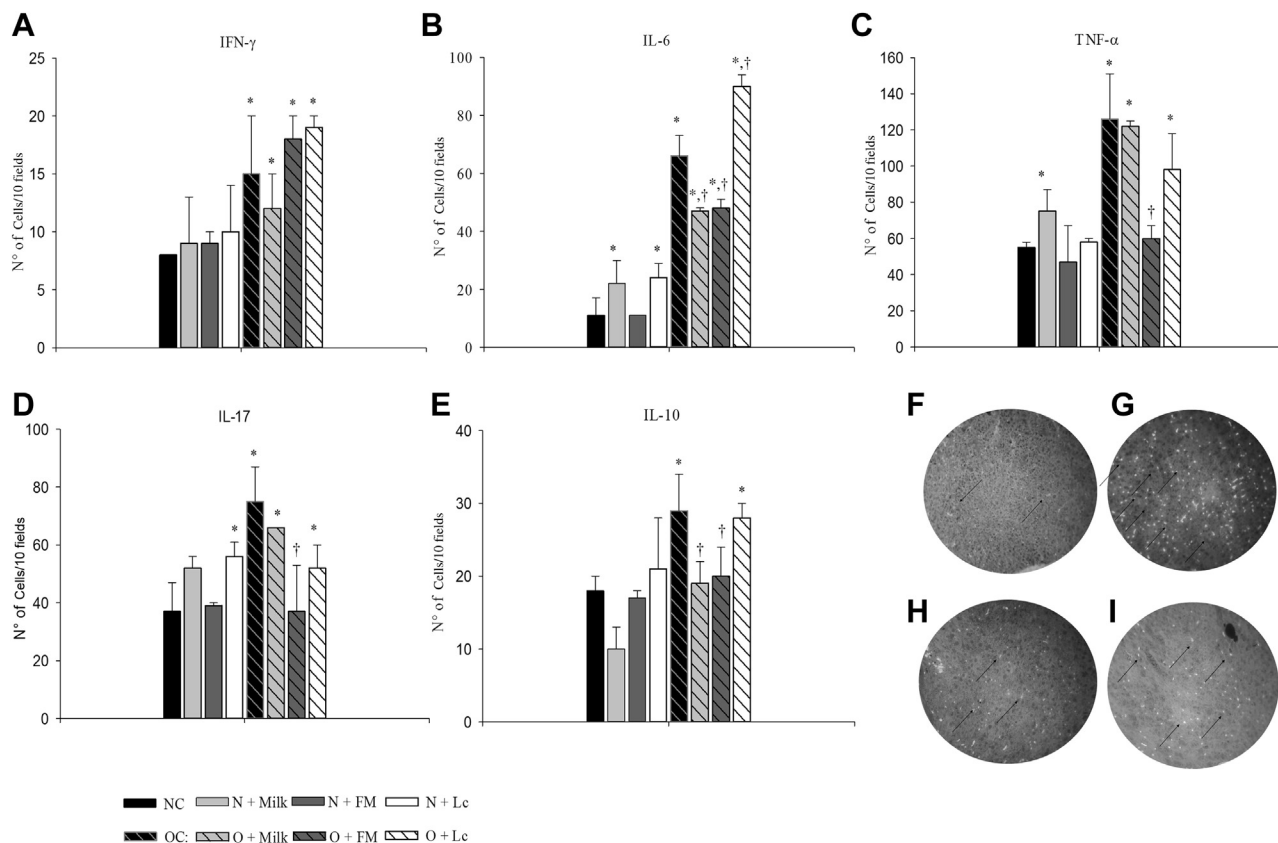 A
IFN-γ
N° of Cells/10 fields
25
20
15
10
5
0
* * * *
B
IL-6
N° of Cells/10 fields
100
80
60
40
20
0
* * * *,† *,† *,†
C
TNF-α
N° of Cells/10 fields
160
140
120
100
80
60
40
20
0
* * * † *
D
IL-17
N° of Cells/10 fields
100
80
60
40
20
0
* * * † *
E
IL-10
N° of Cells/10 fields
40
30
20
10
0
* † † *
F
G
H
I
NC N + Milk N + FM N + Lc
OC: O + Milk O + FM O + Lc